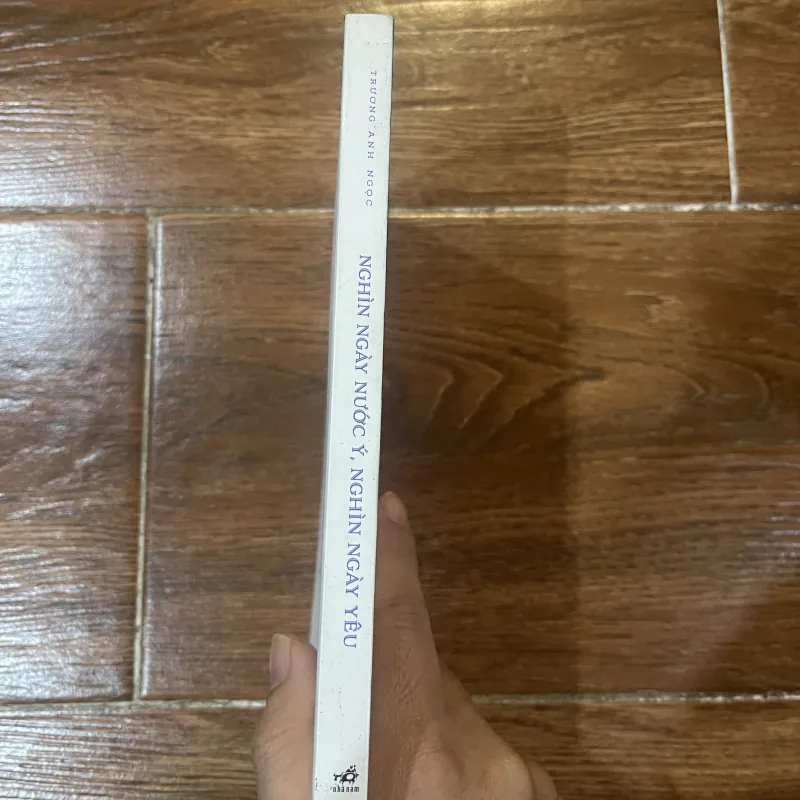 TRƯƠNG ANH NGỌC
NGHÌN NGÀY NƯỚC Ý, NGHÌN NGÀY YÊU
nhã nam